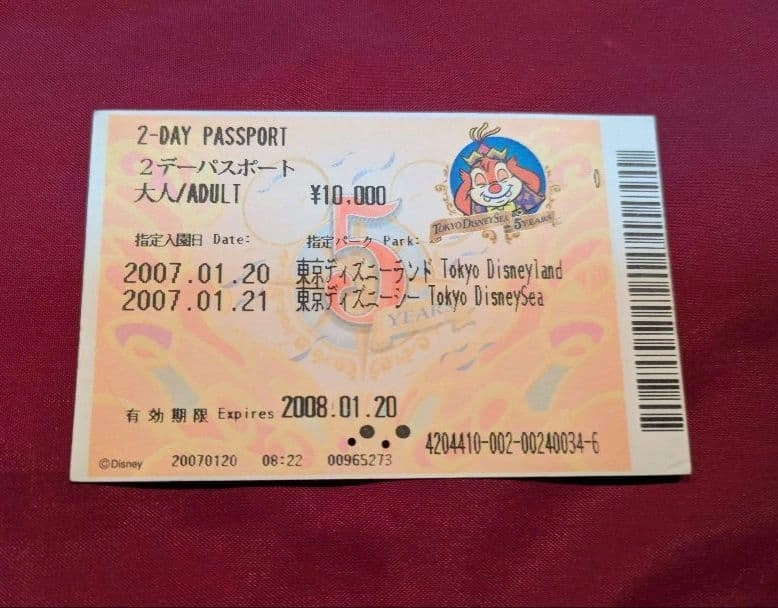 2-DAY PASSPORT
2デーパスポート
大人/ADULT ¥10,000
TOKYO DISNEYSEA 5 YEARS
指定入園日 Date: 指定パーク Park:
2007.01.20 東京ディズニーランド Tokyo Disneyland
2007.01.21 東京ディズニーシー Tokyo DisneySea
5
YEARS
有効期限 Expires 2008.01.20
4204410-002-00240034-6
©Disney 20070120 08:22 00965273
0